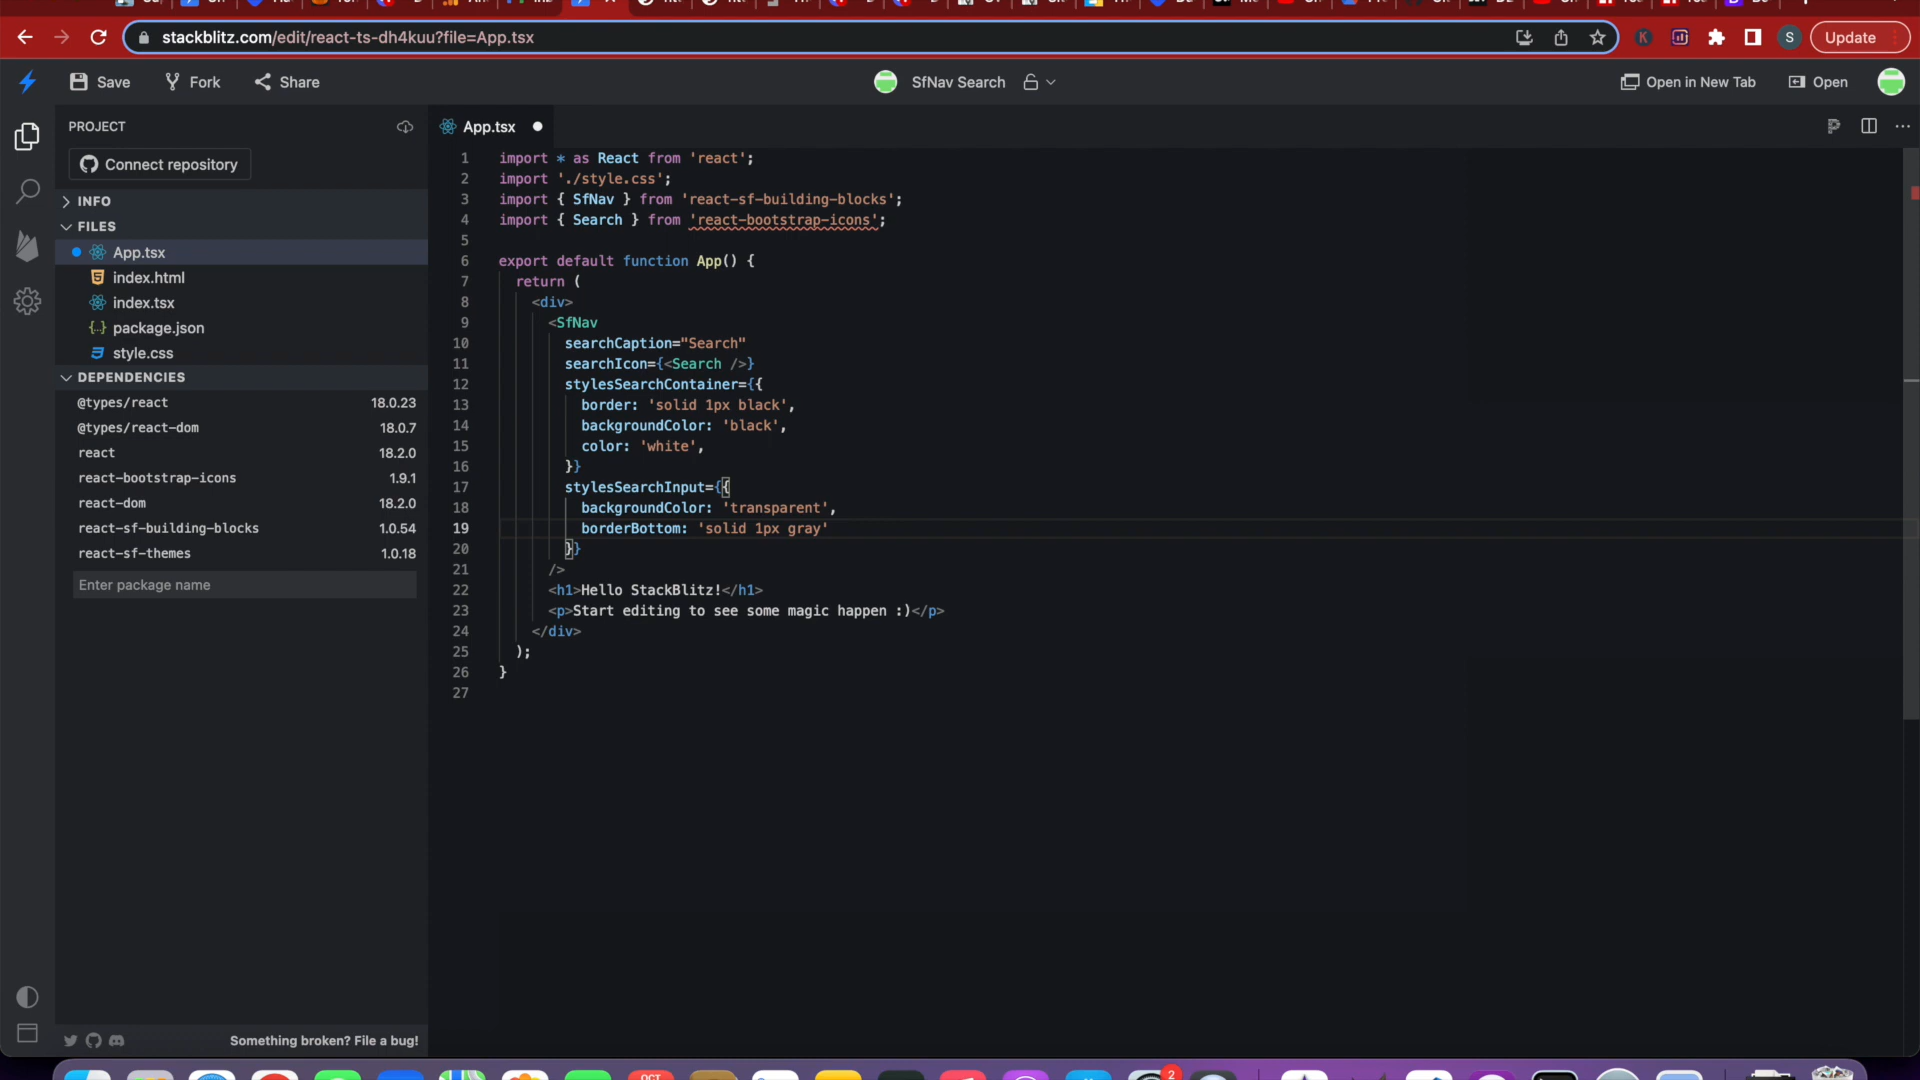 stackblitz.com/edit/react-ts-dh4kuu?file=App.tsx
K
S
Update
Save
Fork
Share
SfNav Search
Open in New Tab
Open
PROJECT
Connect repository
INFO
FILES
App.tsx
index.html
index.tsx
package.json
style.css
DEPENDENCIES
@types/react 18.0.23
@types/react-dom 18.0.7
react 18.2.0
react-bootstrap-icons 1.9.1
react-dom 18.2.0
react-sf-building-blocks 1.0.54
react-sf-themes 1.0.18
Enter package name
Something broken? File a bug!
App.tsx
1 import * as React from 'react';
2 import './style.css';
3 import { SfNav } from 'react-sf-building-blocks';
4 import { Search } from 'react-bootstrap-icons';
5
6 export default function App() {
7 return (
8 <div>
9 <SfNav
10 searchCaption="Search"
11 searchIcon={<Search />}
12 stylesSearchContainer={{
13 border: 'solid 1px black',
14 backgroundColor: 'black',
15 color: 'white',
16 }}
17 stylesSearchInput={{
18 backgroundColor: 'transparent',
19 borderBottom: 'solid 1px gray'
20 }}
21 />
22 <h1>Hello StackBlitz!</h1>
23 <p>Start editing to see some magic happen :)</p>
24 </div>
25 );
26 }
27
OCT
2